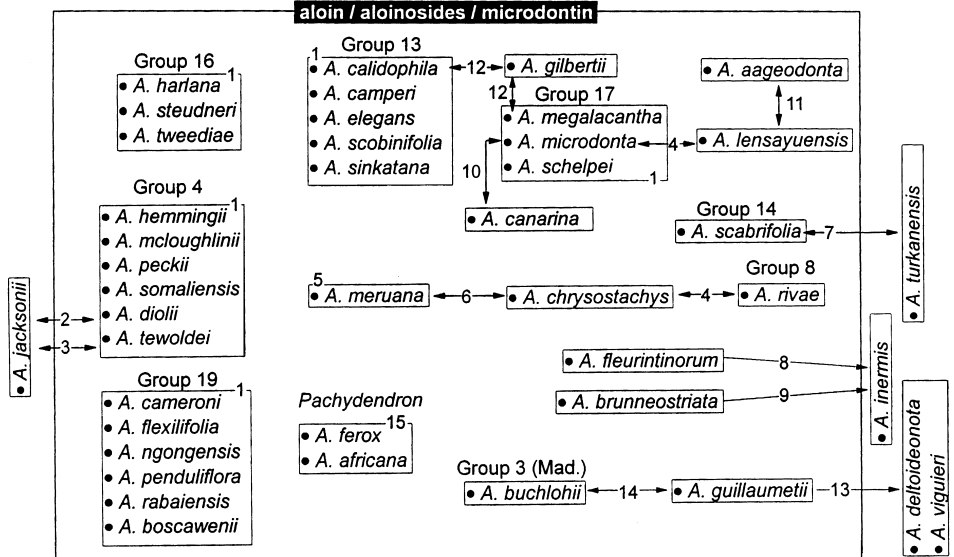 aloin / aloinosides / microdontin
Group 16
1
• A. harlana
• A. steudneri
• A. tweediae
Group 13
1
• A. calidophila
• A. camperi
• A. elegans
• A. scobinifolia
• A. sinkatana
12
• A. gilbertii
12
Group 17
• A. megalacantha
• A. microdonta
• A. schelpei
1
4
• A. aageodonta
11
• A. lensayuensis
10
• A. canarina
Group 14
• A. scabrifolia
7
• A. turkanensis
Group 4
1
• A. hemmingii
• A. mcloughlinii
• A. peckii
• A. somaliensis
• A. diolii
• A. tewoldei
2
3
• A. jacksonii
5
• A. meruana
6
• A. chrysostachys
4
Group 8
• A. rivae
• A. fleurintinorum
8
• A. brunneostriata
9
• A. inermis
Group 19
1
• A. cameroni
• A. flexilifolia
• A. ngongensis
• A. penduliflora
• A. rabaiensis
• A. boscawenii
Pachydendron
15
• A. ferox
• A. africana
Group 3 (Mad.)
• A. buchlohii
14
• A. guillaumetii
13
• A. deltoideonota
• A. viguieri